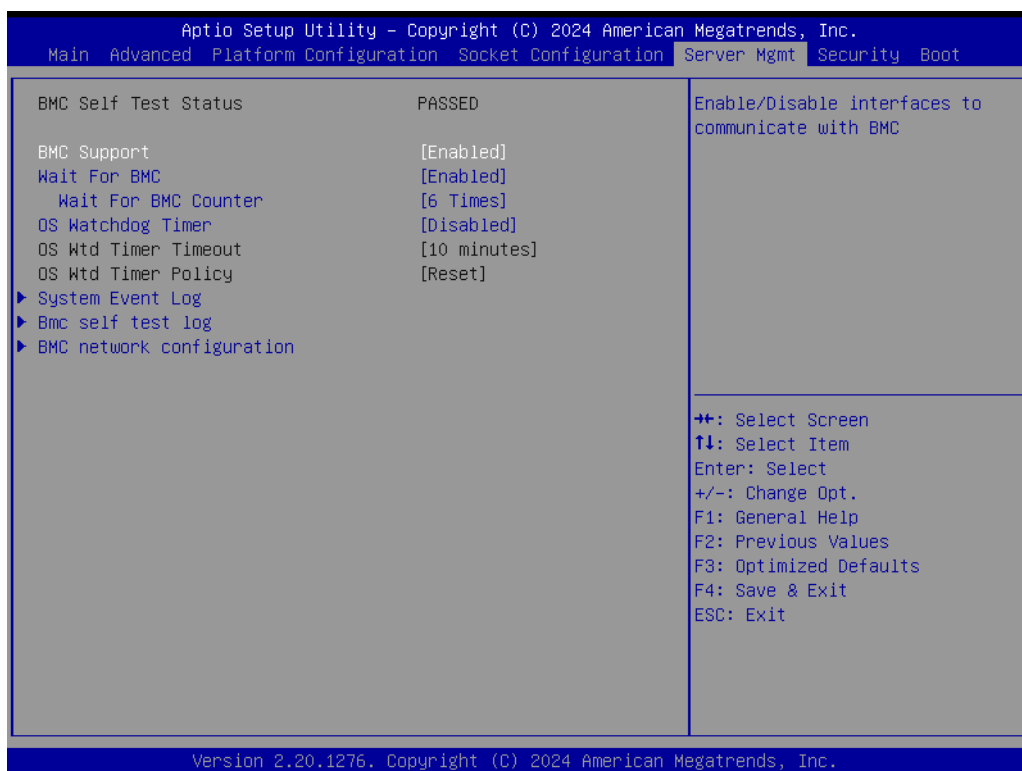 Aptio Setup Utility – Copyright (C) 2024 American Megatrends, Inc.
Main Advanced Platform Configuration Socket Configuration Server Mgmt Security Boot
BMC Self Test Status PASSED
BMC Support [Enabled]
Wait For BMC [Enabled]
Wait For BMC Counter [6 Times]
OS Watchdog Timer [Disabled]
OS Wtd Timer Timeout [10 minutes]
OS Wtd Timer Policy [Reset]
System Event Log
Bmc self test log
BMC network configuration
Enable/Disable interfaces to
communicate with BMC
→←: Select Screen
↑↓: Select Item
Enter: Select
+/-: Change Opt.
F1: General Help
F2: Previous Values
F3: Optimized Defaults
F4: Save & Exit
ESC: Exit
Version 2.20.1276. Copyright (C) 2024 American Megatrends, Inc.